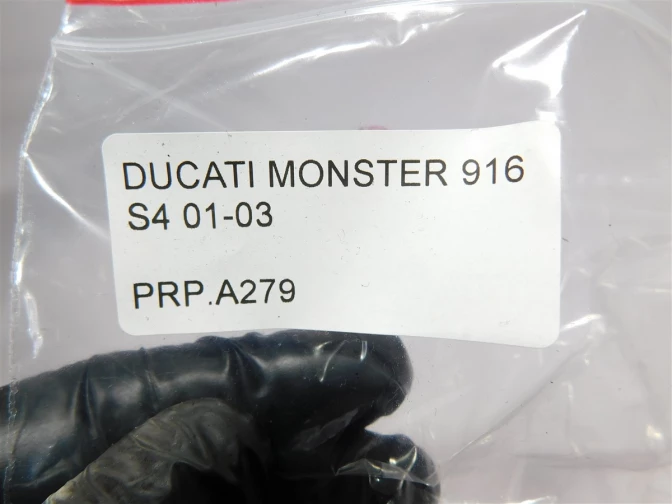 DUCATI MONSTER 916
S4 01-03
PRP.A279